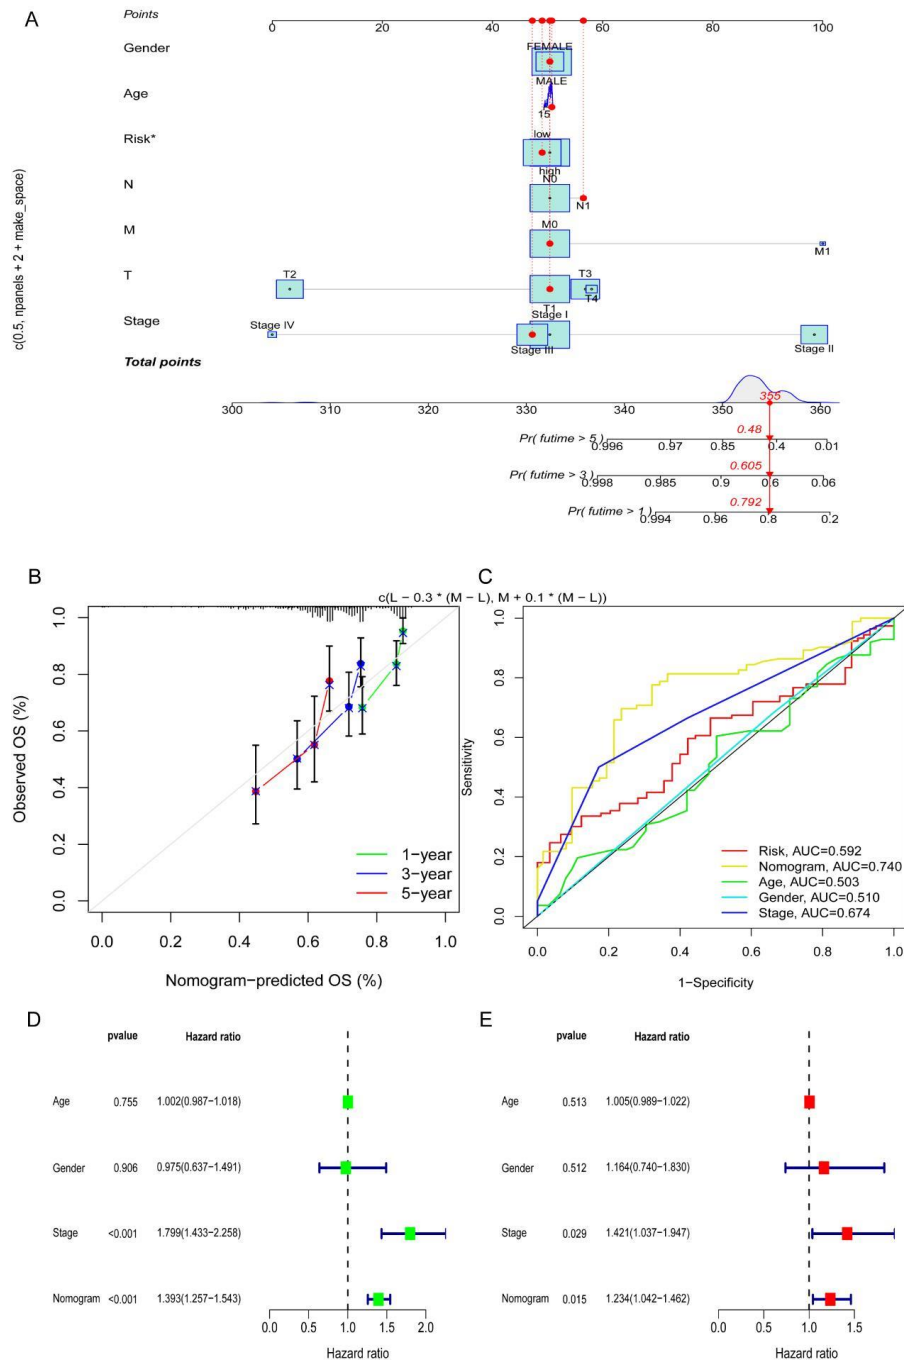 A
Points
0 20 40 60 80 100
Gender
FEMALE
MALE
Age
15
Risk*
low
high
N
N0
N1
M
M0
M1
T
T2
T3
T4
T1
Stage
Stage I
Stage IV
Stage III
Stage II
Total points
c(0.5, npanels + 2 + make_space)
355
300 310 320 330 340 350 360
0.48
Pr( futime > 5 )
0.996 0.97 0.85 0.4 0.01
0.605
Pr( futime > 3 )
0.998 0.985 0.9 0.6 0.06
0.792
Pr( futime > 1 )
0.994 0.96 0.8 0.2
B
c(L − 0.3 * (M − L), M + 0.1 * (M − L))
Observed OS (%)
0.0 0.2 0.4 0.6 0.8 1.0
1−year
3−year
5−year
0.0 0.2 0.4 0.6 0.8 1.0
Nomogram−predicted OS (%)
C
Sensitivity
0.0 0.2 0.4 0.6 0.8 1.0
Risk, AUC=0.592
Nomogram, AUC=0.740
Age, AUC=0.503
Gender, AUC=0.510
Stage, AUC=0.674
0.0 0.2 0.4 0.6 0.8 1.0
1−Specificity
D
pvalue Hazard ratio
Age 0.755 1.002(0.987−1.018)
Gender 0.906 0.975(0.637−1.491)
Stage <0.001 1.799(1.433−2.258)
Nomogram <0.001 1.393(1.257−1.543)
0.0 0.5 1.0 1.5 2.0
Hazard ratio
E
pvalue Hazard ratio
Age 0.513 1.005(0.989−1.022)
Gender 0.512 1.164(0.740−1.830)
Stage 0.029 1.421(1.037−1.947)
Nomogram 0.015 1.234(1.042−1.462)
0.0 0.5 1.0 1.5
Hazard ratio